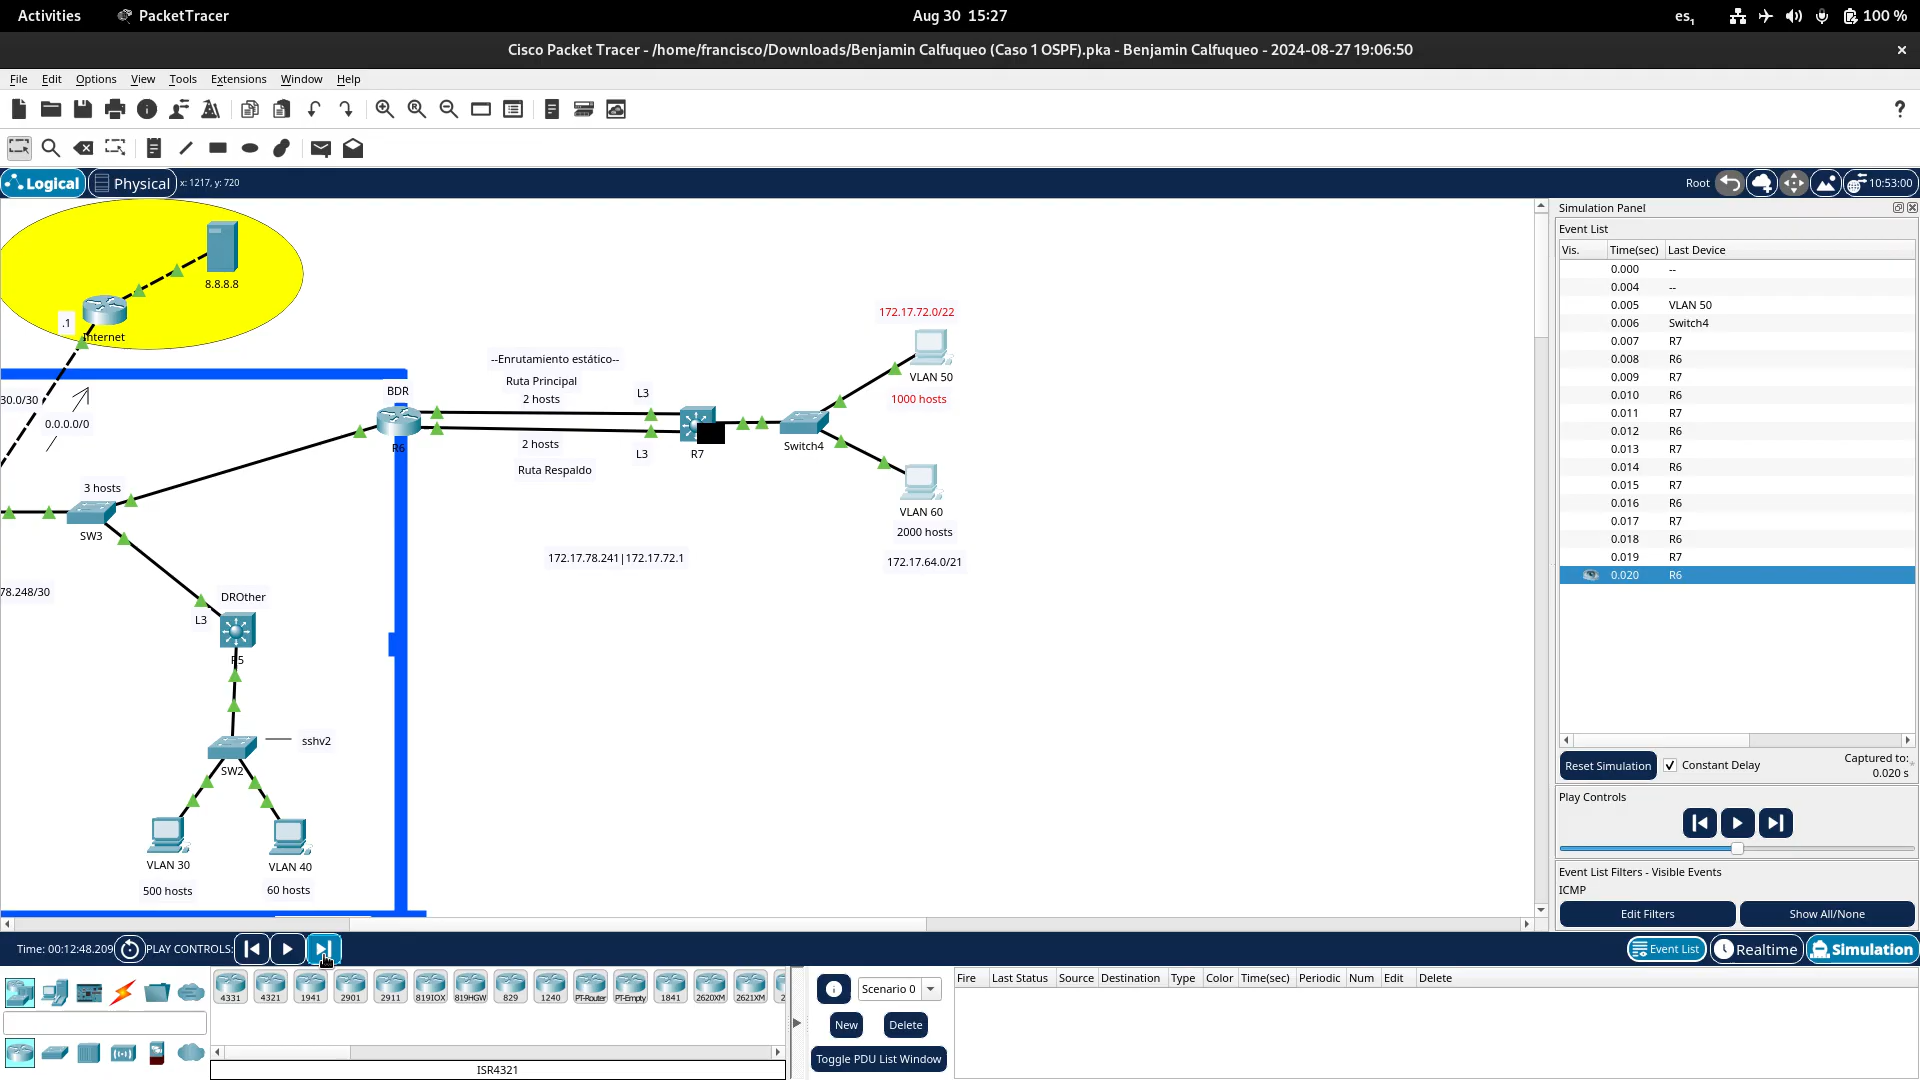 Activities PacketTracer Aug 30 15:27 es1 100 %
Cisco Packet Tracer - /home/francisco/Downloads/Benjamin Calfuqueo (Caso 1 OSPF).pka - Benjamin Calfuqueo - 2024-08-27 19:06:50
File Edit Options View Tools Extensions Window Help
Logical Physical x: 1217, y: 720 Root 10:53:00
8.8.8.8
.1
Internet
30.0/30
0.0.0.0/0
BDR
R6
--Enrutamiento estático--
Ruta Principal
2 hosts
L3
2 hosts
L3
Ruta Respaldo
R7
Switch4
172.17.72.0/22
VLAN 50
1000 hosts
VLAN 60
2000 hosts
172.17.64.0/21
172.17.78.241|172.17.72.1
3 hosts
SW3
78.248/30
DROther
L3
R5
sshv2
SW2
VLAN 30
500 hosts
VLAN 40
60 hosts
Simulation Panel
Event List
Vis. Time(sec) Last Device
0.000 --
0.004 --
0.005 VLAN 50
0.006 Switch4
0.007 R7
0.008 R6
0.009 R7
0.010 R6
0.011 R7
0.012 R6
0.013 R7
0.014 R6
0.015 R7
0.016 R6
0.017 R7
0.018 R6
0.019 R7
0.020 R6
Reset Simulation Constant Delay Captured to:
0.020 s
Play Controls
Event List Filters - Visible Events
ICMP
Edit Filters Show All/None
Time: 00:12:48.209 PLAY CONTROLS: Event List Realtime Simulation
4331 4321 1941 2901 2911 819IOX 819HGW 829 1240 PT-Router PT-Empty 1841 2620XM 2621XM 2
ISR4321
Scenario 0
New Delete
Toggle PDU List Window
Fire Last Status Source Destination Type Color Time(sec) Periodic Num Edit Delete